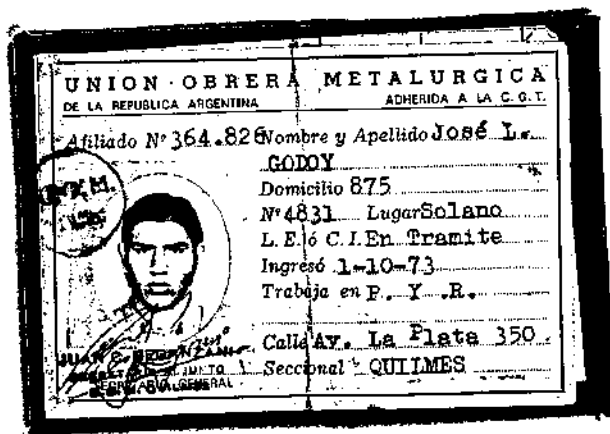 UNION OBRERA METALURGICA
DE LA REPUBLICA ARGENTINA ADHERIDA A LA C. G. T.
Afiliado Nº 364.826 Nombre y Apellido José L.
GODOY
Domicilio 875
Nº 4831 Lugar Solano
L. E. ó C. I. En Tramite
Ingresó 1-10-73
Trabaja en P. Y .R.
Calle Av. La Plata 350
Seccional QUILMES
JUAN
SECRETARIO GENERAL